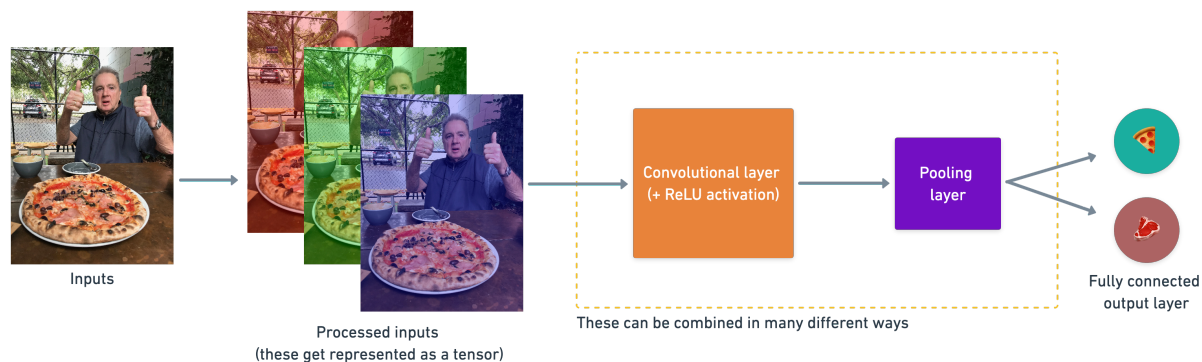 Inputs
Processed inputs
(these get represented as a tensor)
Convolutional layer
(+ ReLU activation)
Pooling
layer
These can be combined in many different ways
Fully connected
output layer